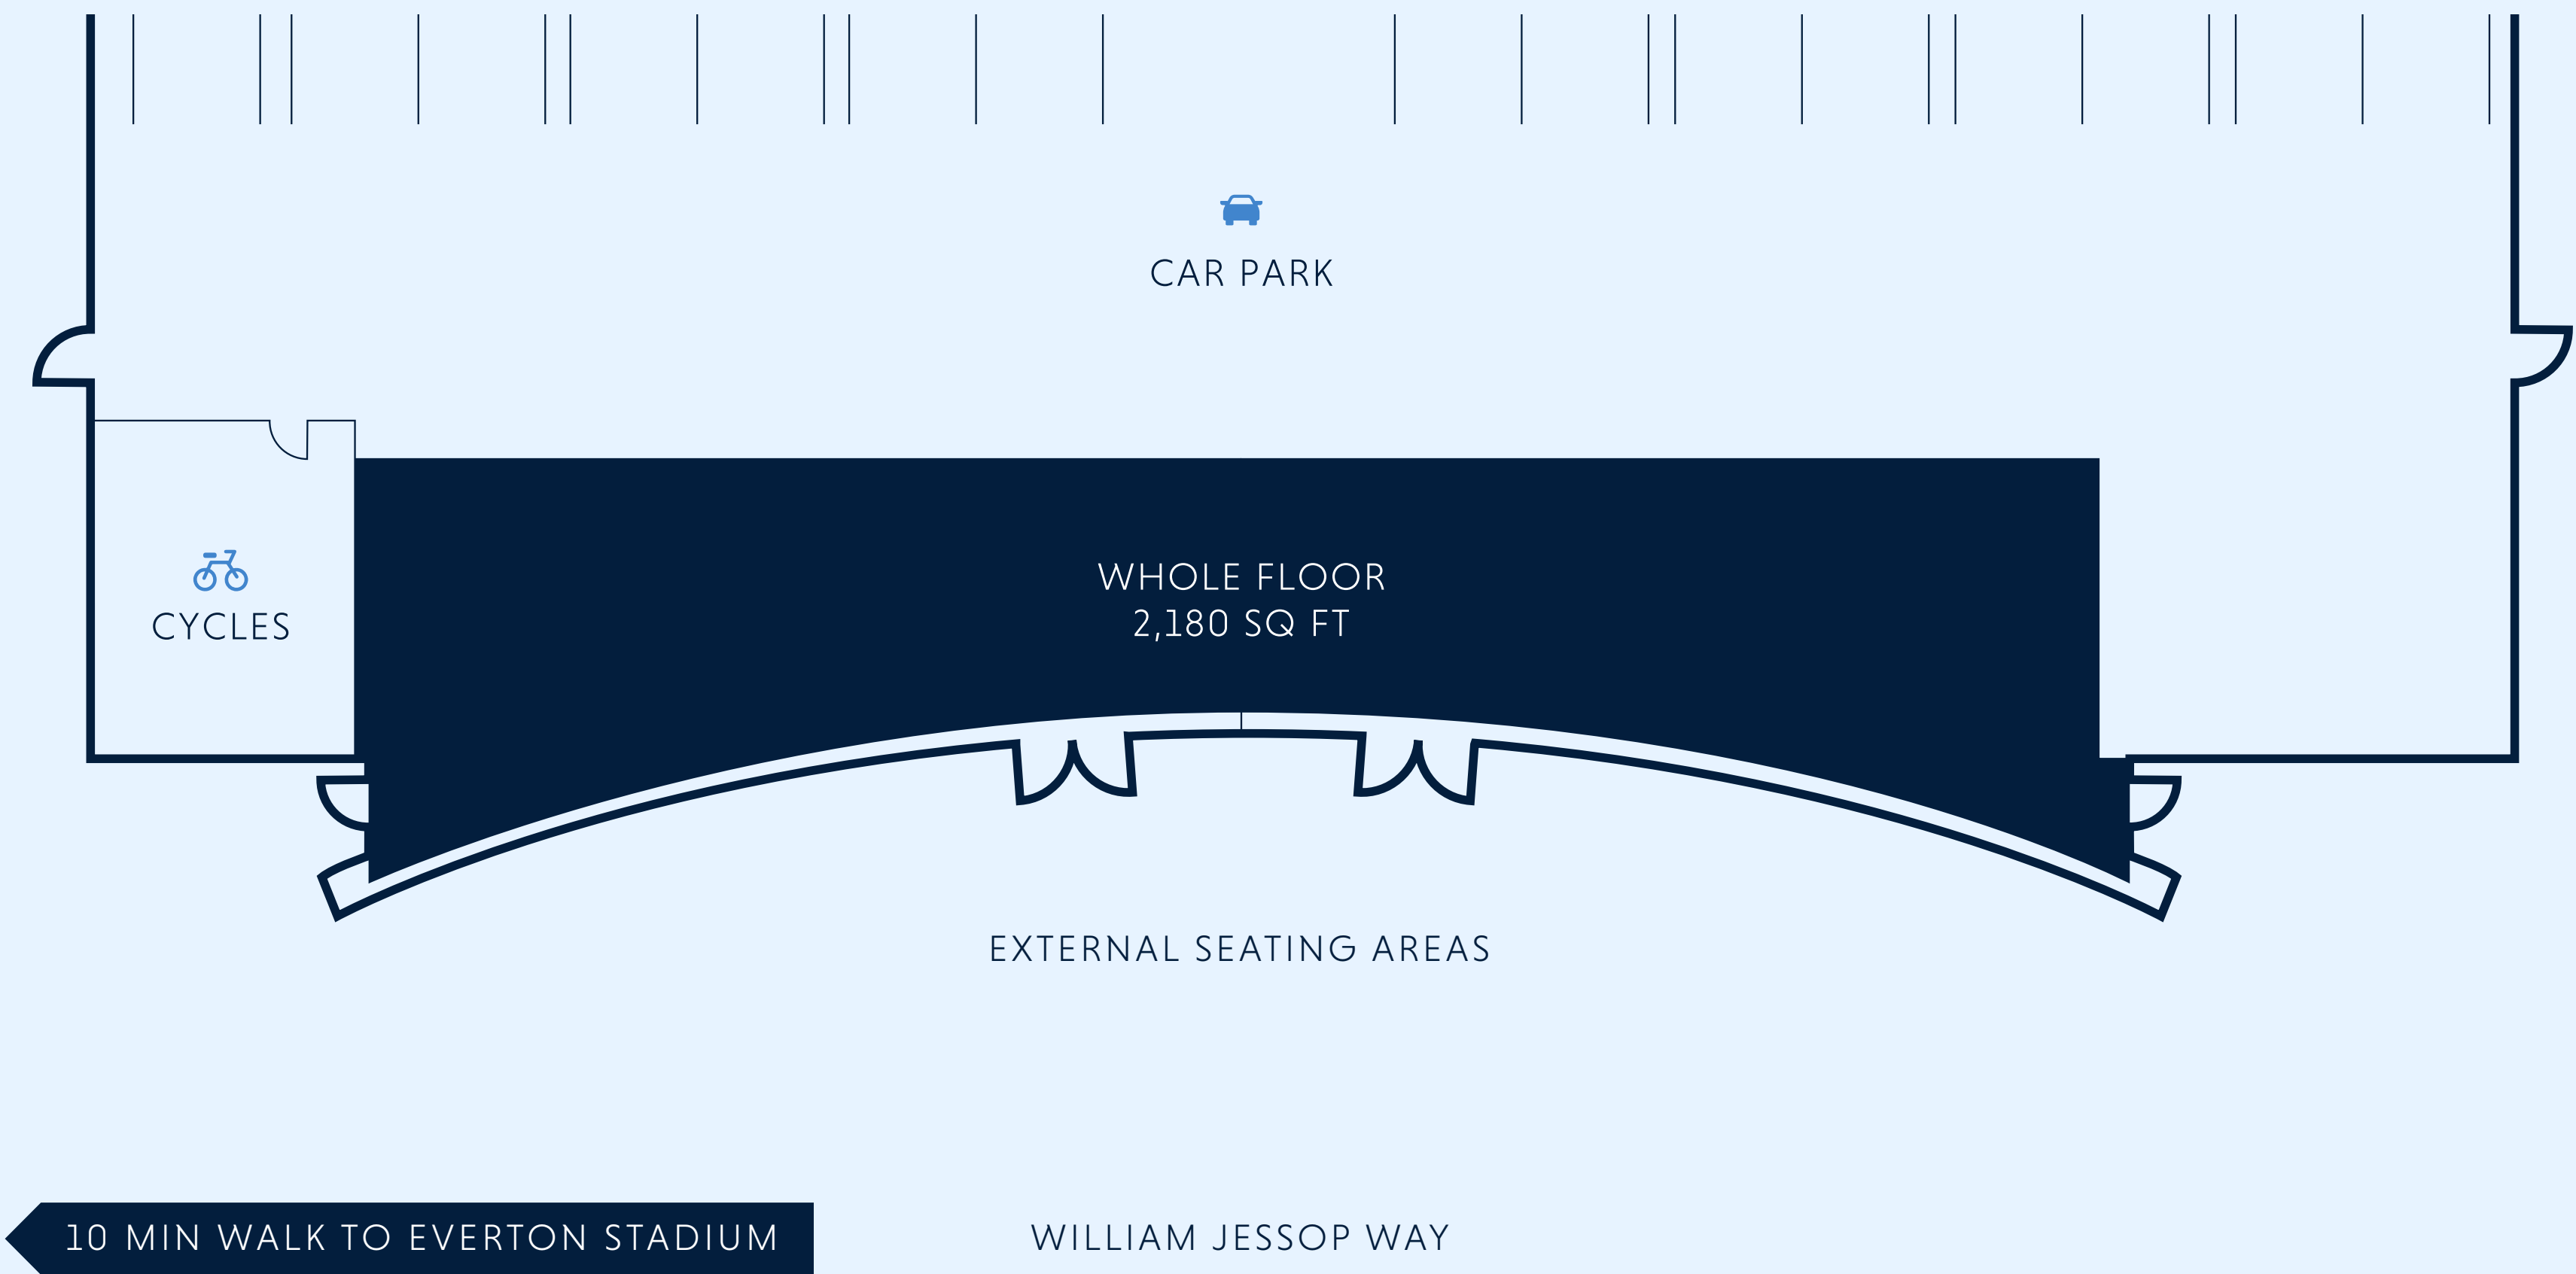 CAR PARK
CYCLES
WHOLE FLOOR
2,180 SQ FT
EXTERNAL SEATING AREAS
10 MIN WALK TO EVERTON STADIUM
WILLIAM JESSOP WAY